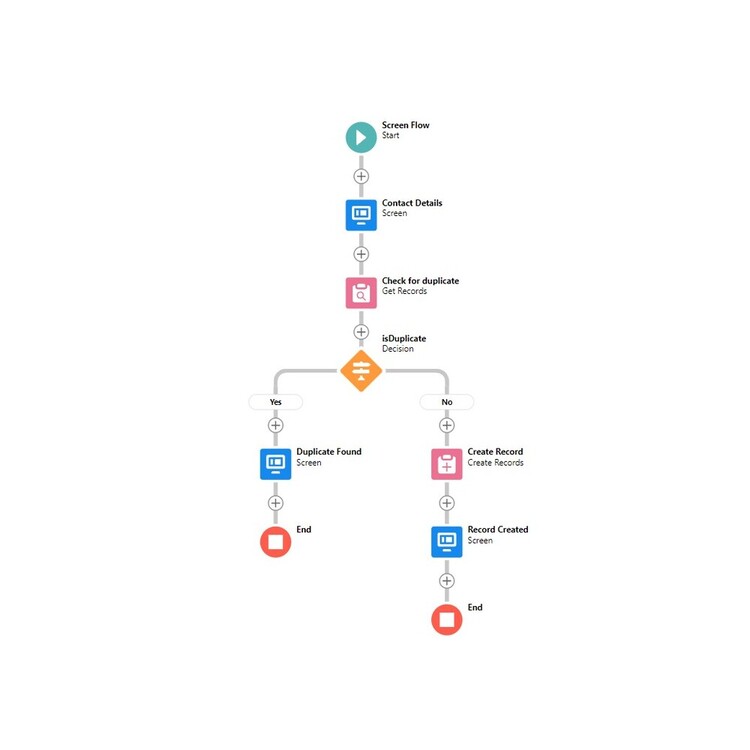 Screen Flow
Start
Contact Details
Screen
Check for duplicate
Get Records
isDuplicate
Decision
Yes
No
Duplicate Found
Screen
Create Record
Create Records
End
Record Created
Screen
End